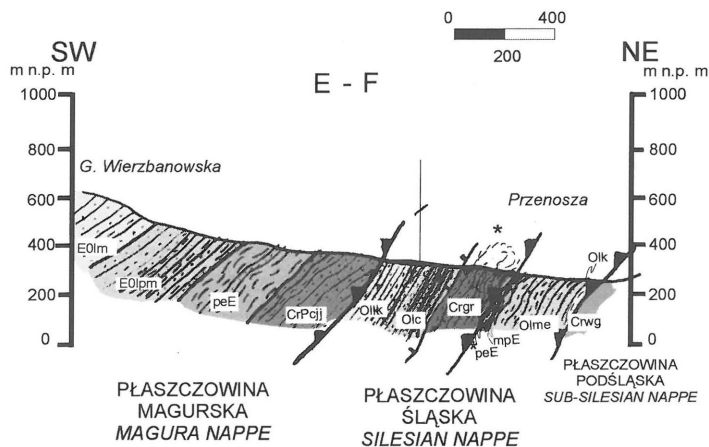 0 400
200
SW
NE
m n.p. m
m n.p. m
E - F
1000
1000
800
800
G. Wierzbanowska
Przenosza
600
600
*
400
400
Olk
E0lm
E0lpm
peE
CrPcjj
Olk
Olc
Crgr
Olme
Crwg
200
200
*
peE
mpE
0
0
PŁASZCZOWINA
MAGURSKA
MAGURA NAPPE
PŁASZCZOWINA
ŚLĄSKA
SILESIAN NAPPE
PŁASZCZOWINA
PODŚLĄSKA
SUB-SILESIAN NAPPE